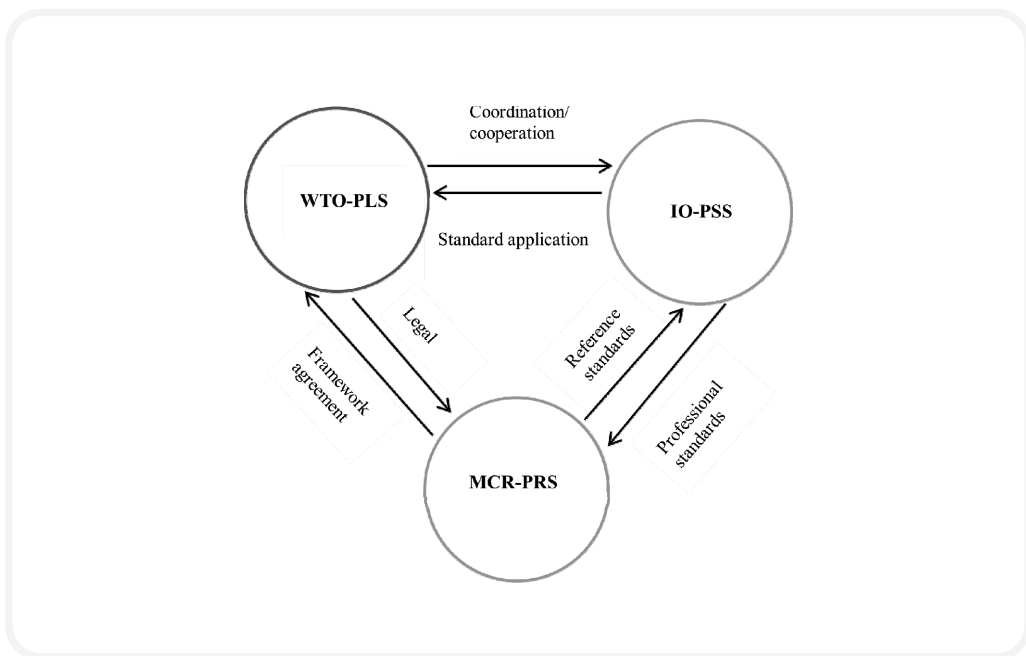 Coordination/
cooperation
WTO-PLS
IO-PSS
Standard application
Legal
Framework
agreement
Reference
standards
Professional
standards
MCR-PRS